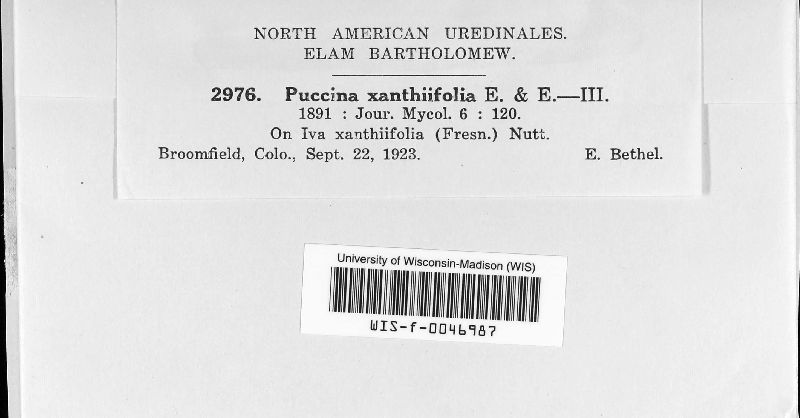 NORTH AMERICAN UREDINALES.
ELAM BARTHOLOMEW.
2976. Puccina xanthiifolia E. & E.—III.
1891 : Jour. Mycol. 6 : 120.
On Iva xanthiifolia (Fresn.) Nutt.
Broomfield, Colo., Sept. 22, 1923. E. Bethel.
University of Wisconsin-Madison (WIS)
WIS-f-0046987